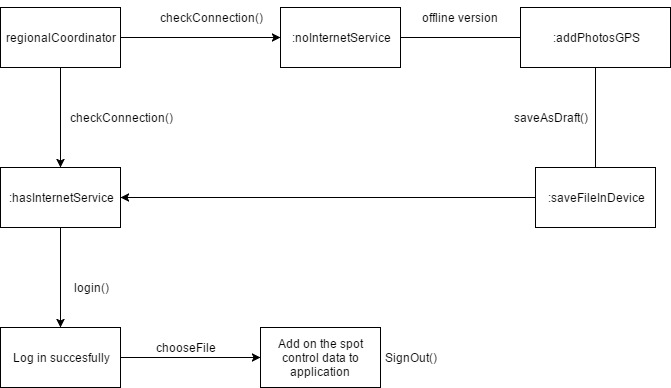 checkConnection()
offline version
regionalCoordinator
:noInternetService
:addPhotosGPS
checkConnection()
saveAsDraft()
:hasInternetService
:saveFileInDevice
login()
chooseFile
Log in succesfully
Add on the spot
control data to
application
SignOut()